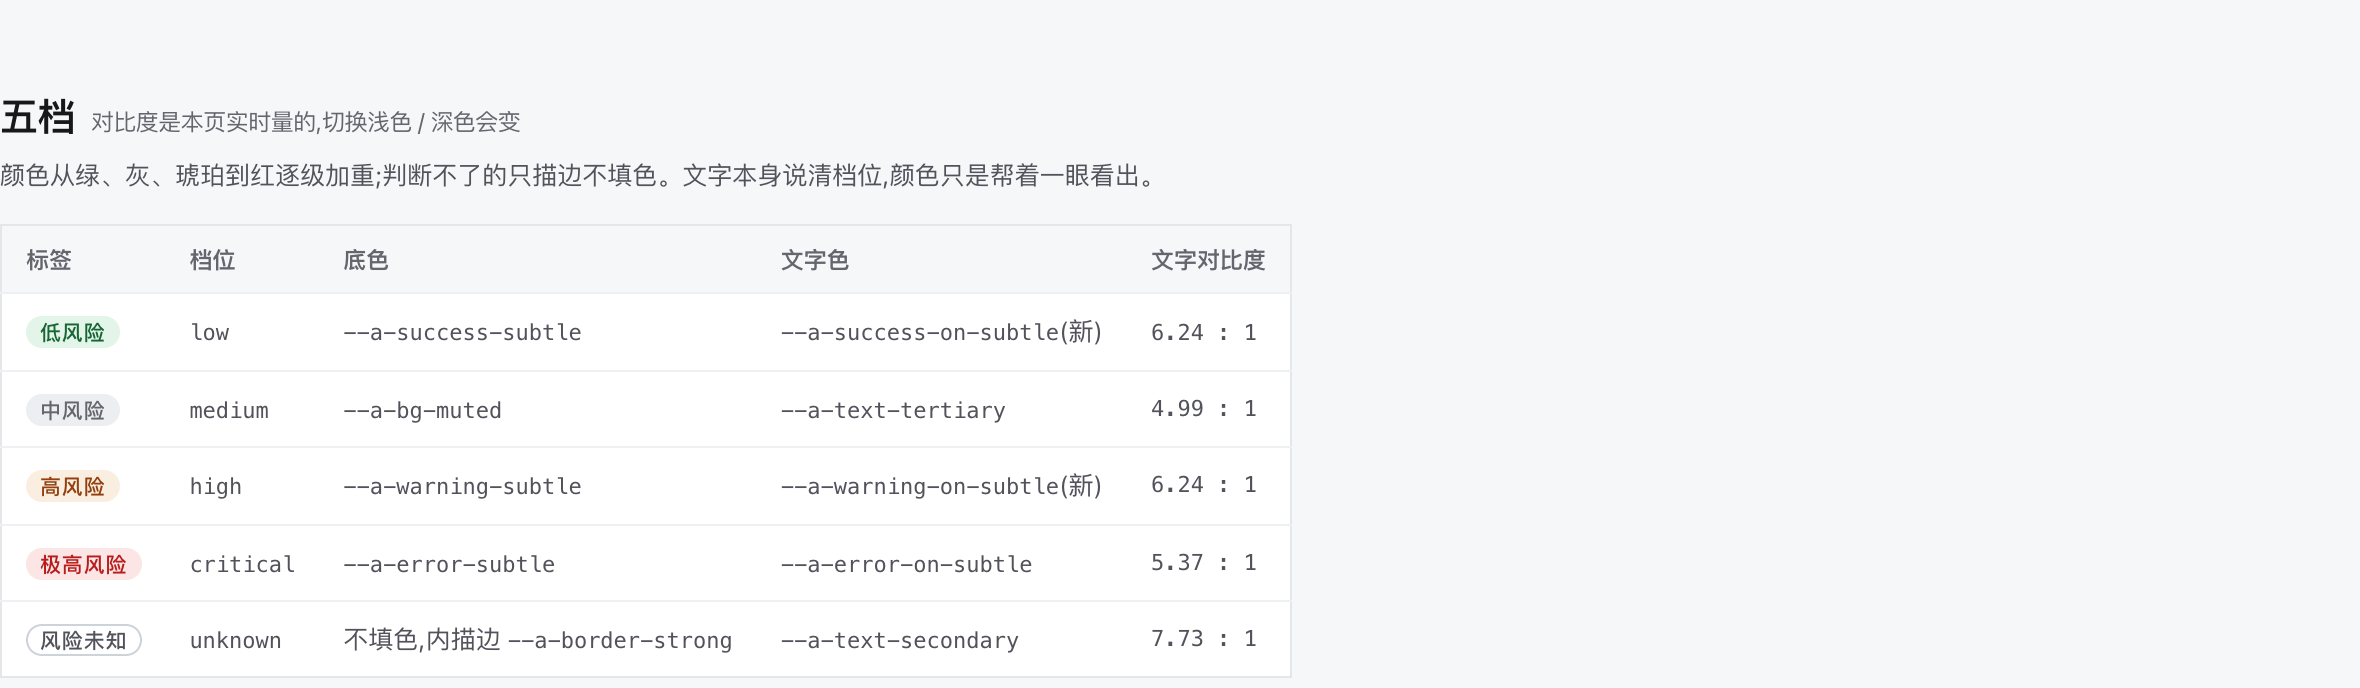 五档 对比度是本页实时量的,切换浅色 / 深色会变
颜色从绿、灰、琥珀到红逐级加重;判断不了的只描边不填色。文字本身说清档位,颜色只是帮着一眼看出。
标签 档位 底色 文字色 文字对比度
低风险 low --a-success-subtle --a-success-on-subtle(新) 6.24 : 1
中风险 medium --a-bg-muted --a-text-tertiary 4.99 : 1
高风险 high --a-warning-subtle --a-warning-on-subtle(新) 6.24 : 1
极高风险 critical --a-error-subtle --a-error-on-subtle 5.37 : 1
风险未知 unknown 不填色,内描边 --a-border-strong --a-text-secondary 7.73 : 1